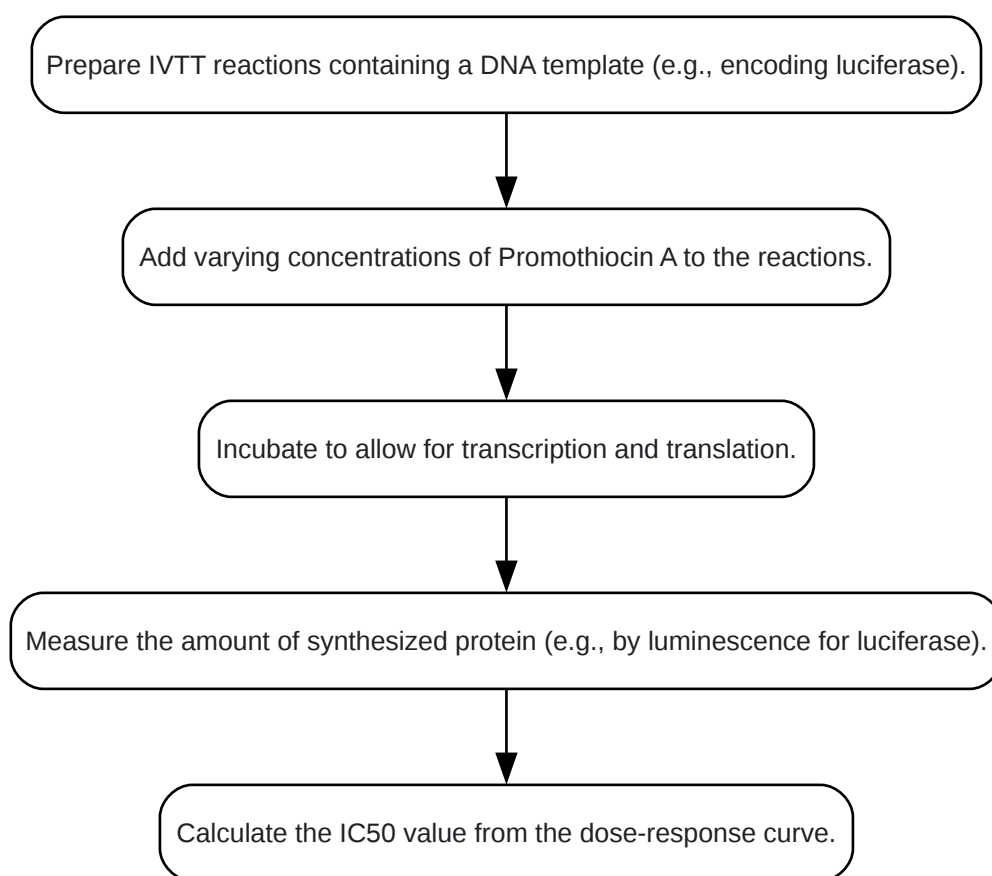 Prepare IVTT reactions containing a DNA template (e.g., encoding luciferase).
Add varying concentrations of Promothiocin A to the reactions.
Incubate to allow for transcription and translation.
Measure the amount of synthesized protein (e.g., by luminescence for luciferase).
Calculate the IC50 value from the dose-response curve.